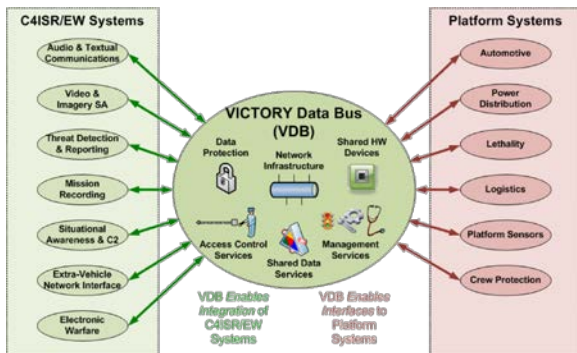 C4ISR/EW Systems
Audio & Textual
Communications
Video &
Imagery SA
Threat Detection
& Reporting
Mission
Recording
Situational
Awareness & C2
Extra-Vehicle
Network Interface
Electronic
Warfare
VICTORY Data Bus
(VDB)
Data
Protection
Network
Infrastructure
Shared HW
Devices
Access Control
Services
Shared Data
Services
Management
Services
VDB Enables
Integration of
C4ISR/EW
Systems
VDB Enables
Interfaces to
Platform
Systems
Platform Systems
Automotive
Power
Distribution
Lethality
Logistics
Platform Sensors
Crew Protection